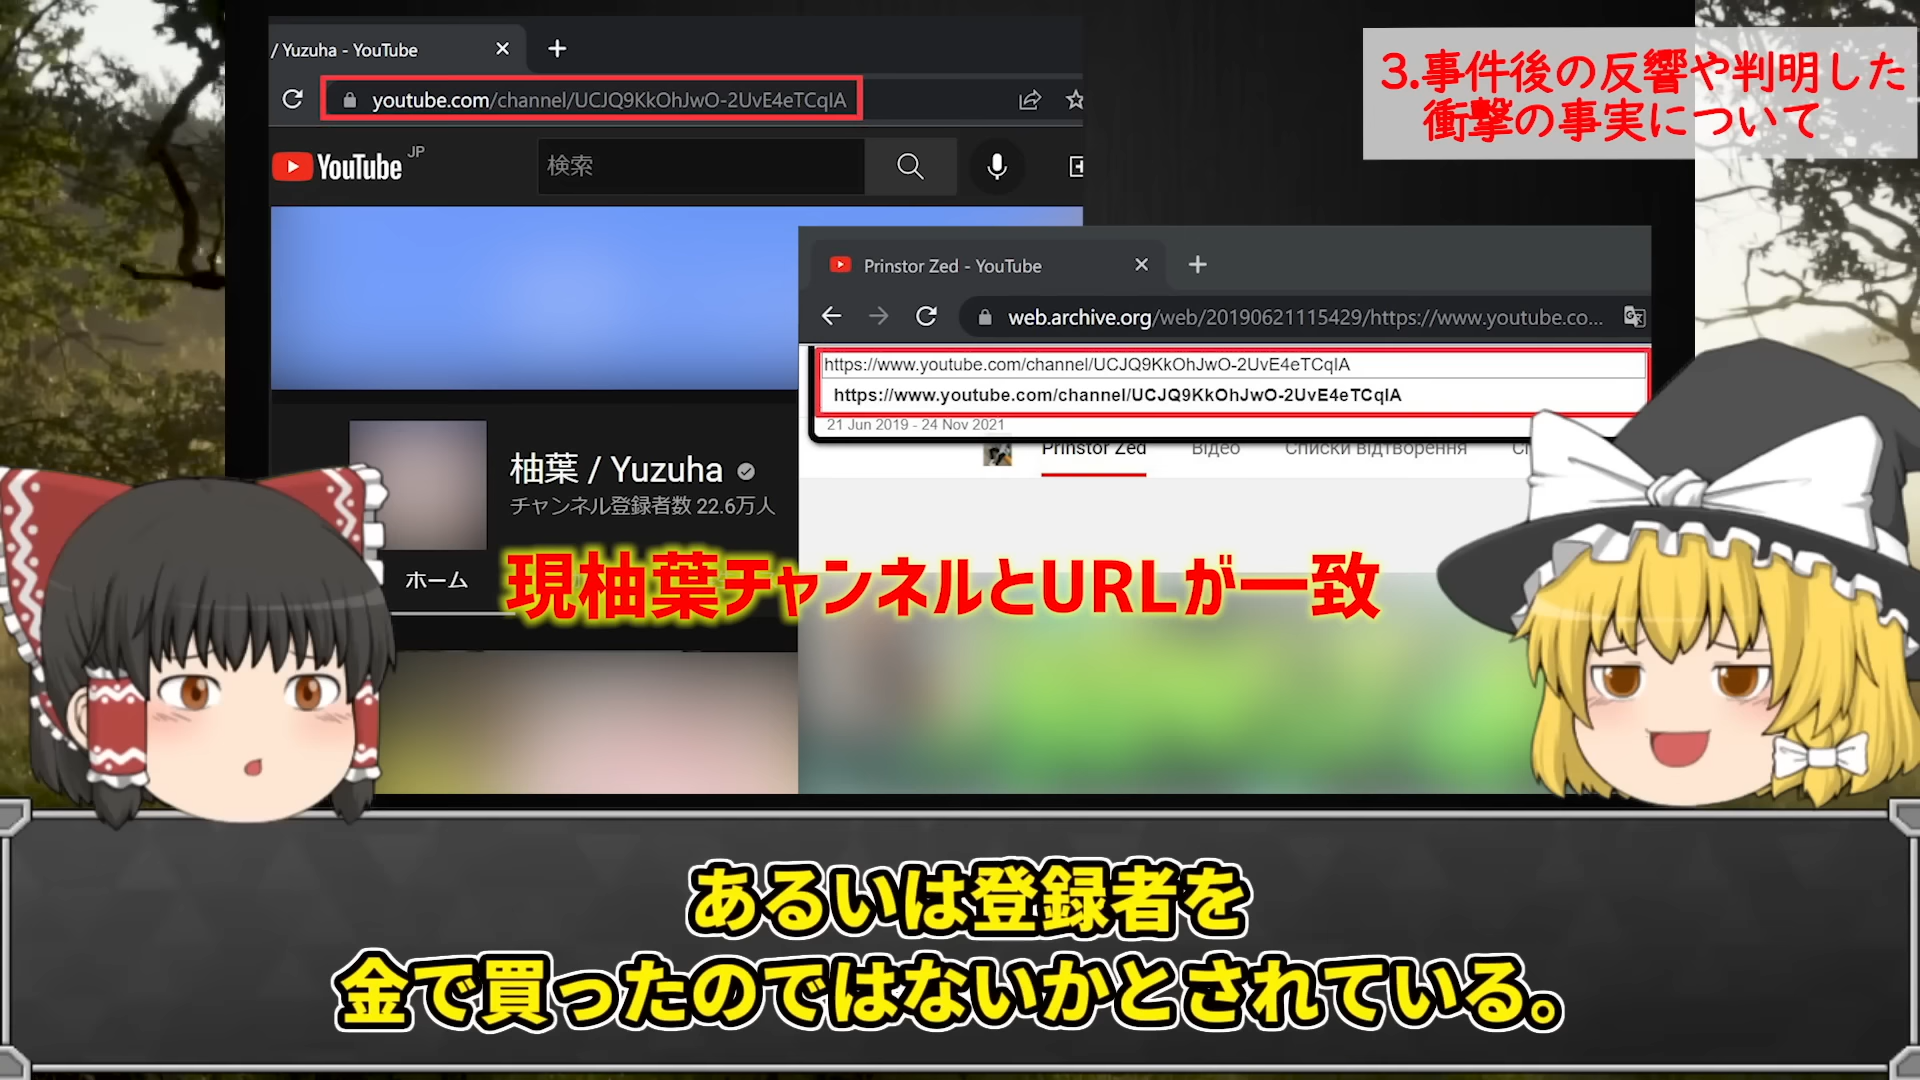 / Yuzuha - YouTube
youtube.com/channel/UCJQ9KkOhJwO-2UvE4eTCqIA
3.事件後の反響や判明した
衝撃の事実について
YouTube JP
検索
Prinstor Zed - YouTube
web.archive.org/web/20190621115429/https://www.youtube.co...
https://www.youtube.com/channel/UCJQ9KkOhJwO-2UvE4eTCqIA
https://www.youtube.com/channel/UCJQ9KkOhJwO-2UvE4eTCqIA
21 Jun 2019 - 24 Nov 2021
Prinstor Zed Відео Списки відтворення
柚葉 / Yuzuha
チャンネル登録者数 22.6万人
ホーム
現柚葉チャンネルとURLが一致
あるいは登録者を
金で買ったのではないかとされている。